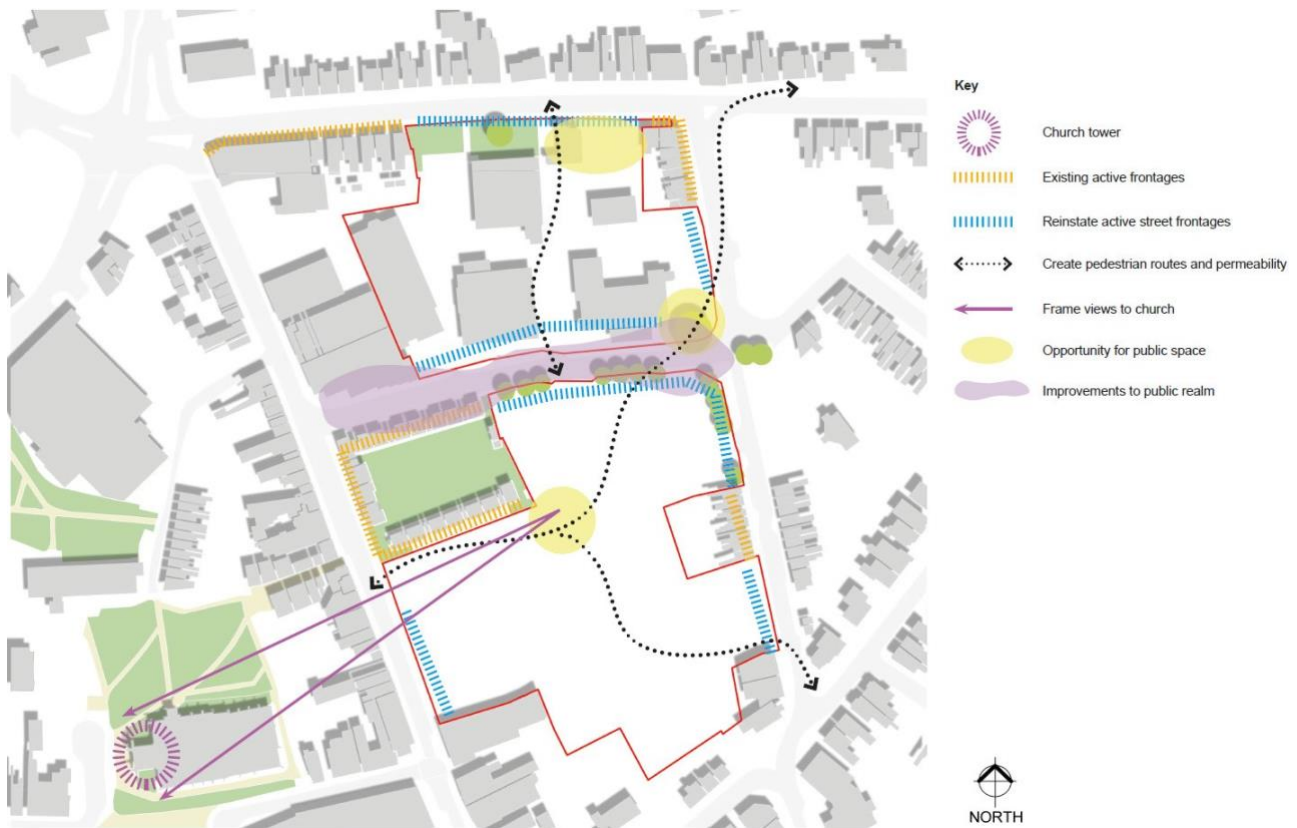 Key
Church tower
Existing active frontages
Reinstate active street frontages
Create pedestrian routes and permeability
Frame views to church
Opportunity for public space
Improvements to public realm
NORTH